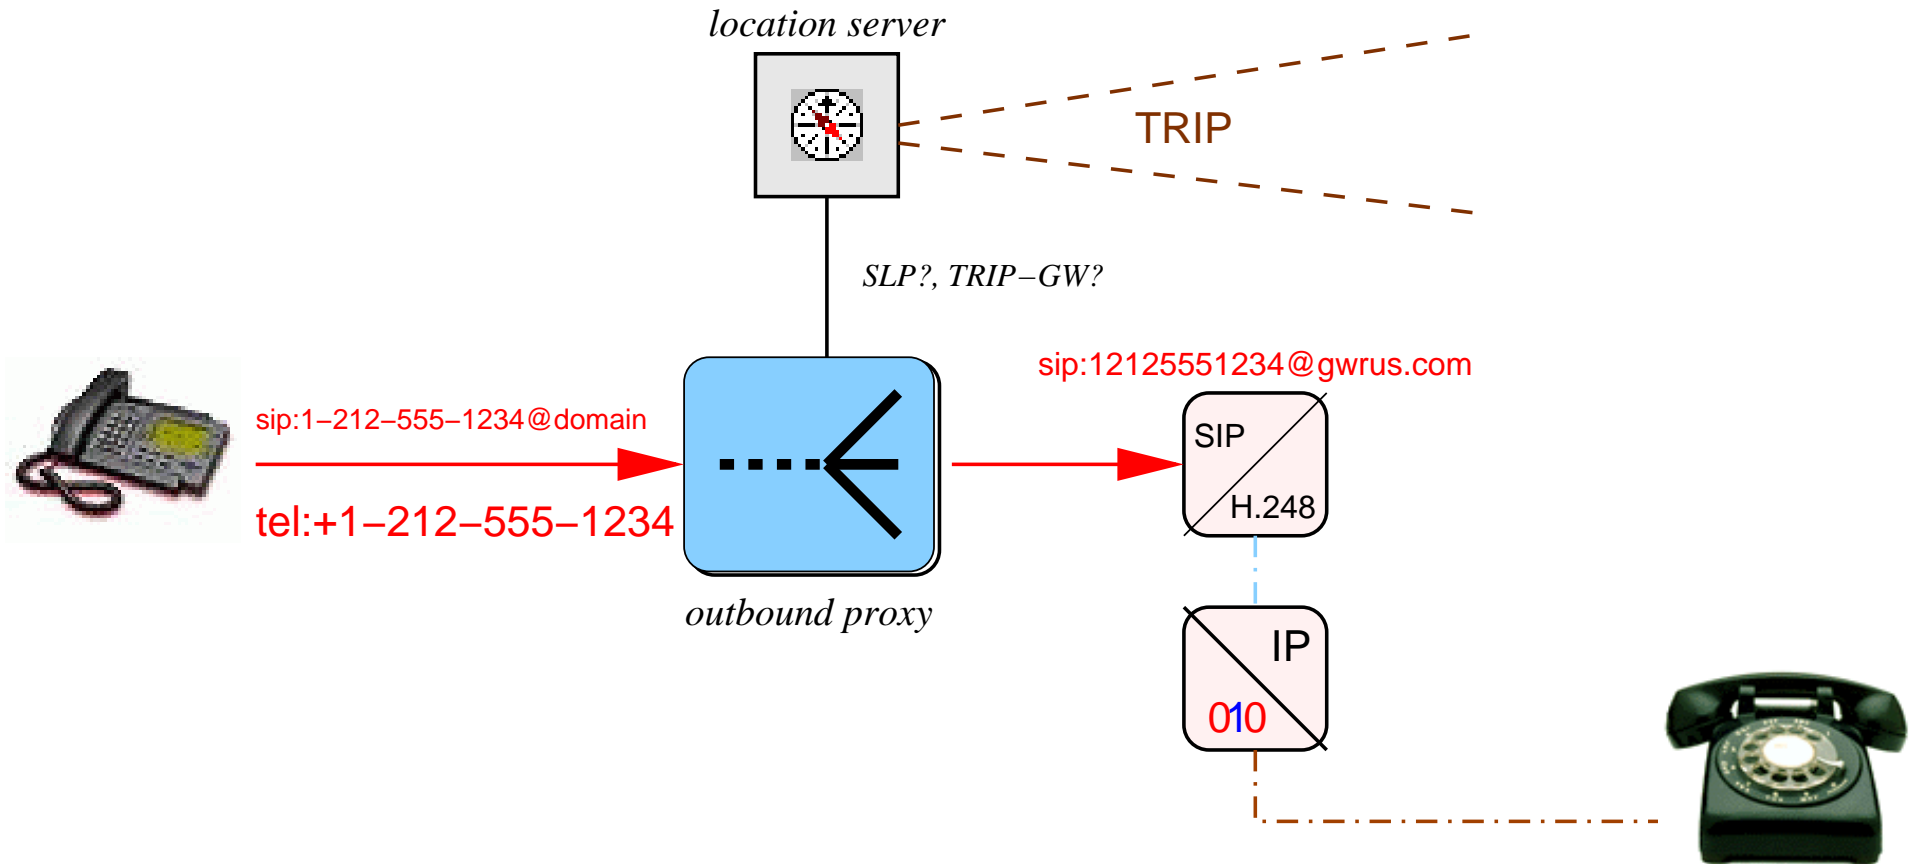 location server
TRIP
SLP?, TRIP–GW?
sip:12125551234@gwrus.com
sip:1–212–555–1234@domain
SIP
H.248
tel:+1–212–555–1234
outbound proxy
IP
010